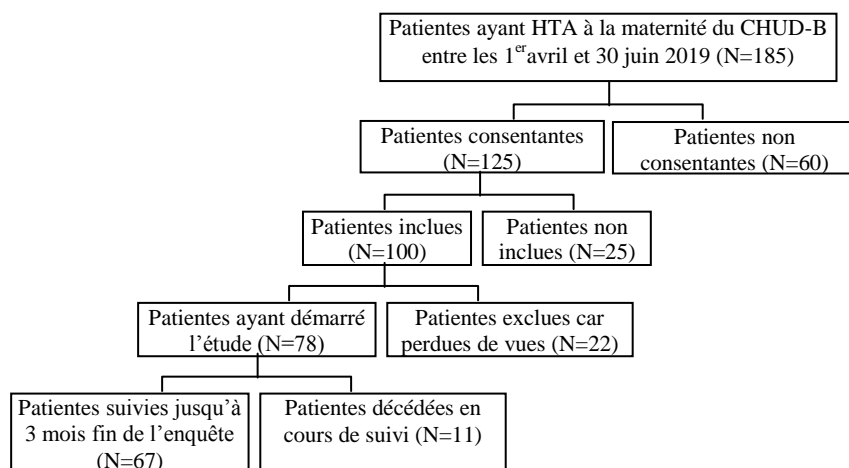 Patientes ayant HTA à la maternité du CHUD-B
entre les 1er avril et 30 juin 2019 (N=185)
Patientes consentantes
(N=125)
Patientes non
consentantes (N=60)
Patientes inclues
(N=100)
Patientes non
inclues (N=25)
Patientes ayant démarré
l’étude (N=78)
Patientes exclues car
perdues de vues (N=22)
Patientes suivies jusqu’à
3 mois fin de l’enquête
(N=67)
Patientes décédées en
cours de suivi (N=11)